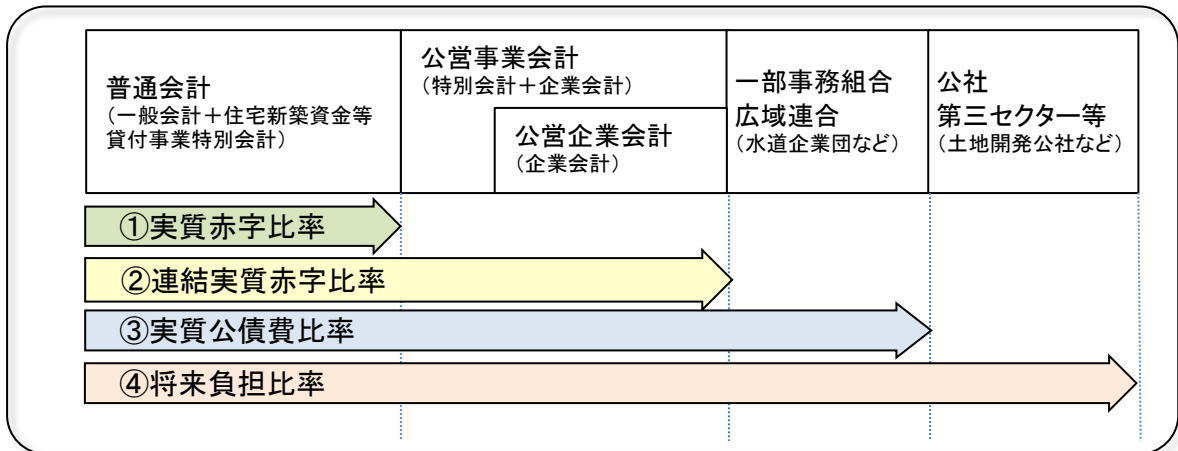 普通会計
(一般会計+住宅新築資金等
貸付事業特別会計)
公営事業会計
(特別会計+企業会計)
公営企業会計
(企業会計)
一部事務組合
広域連合
(水道企業団など)
公社
第三セクター等
(土地開発公社など)
①実質赤字比率
②連結実質赤字比率
③実質公債費比率
④将来負担比率